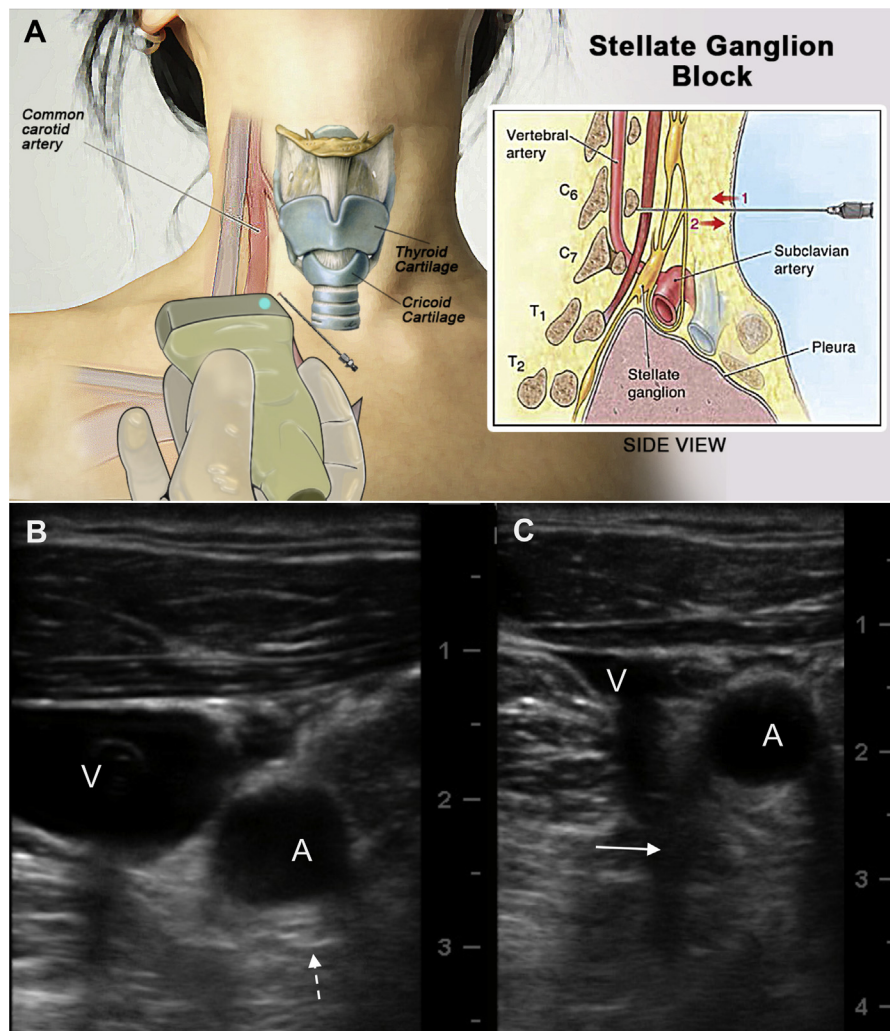 A
Stellate Ganglion
Block
Common
carotid
artery
Thyroid
Cartilage
Cricoid
Cartilage
Vertebral
artery
C6
1
2
C7
Subclavian
artery
T1
T2
Stellate
ganglion
Pleura
SIDE VIEW
B
V
A
1
2
3
C
V
A
1
2
3
4